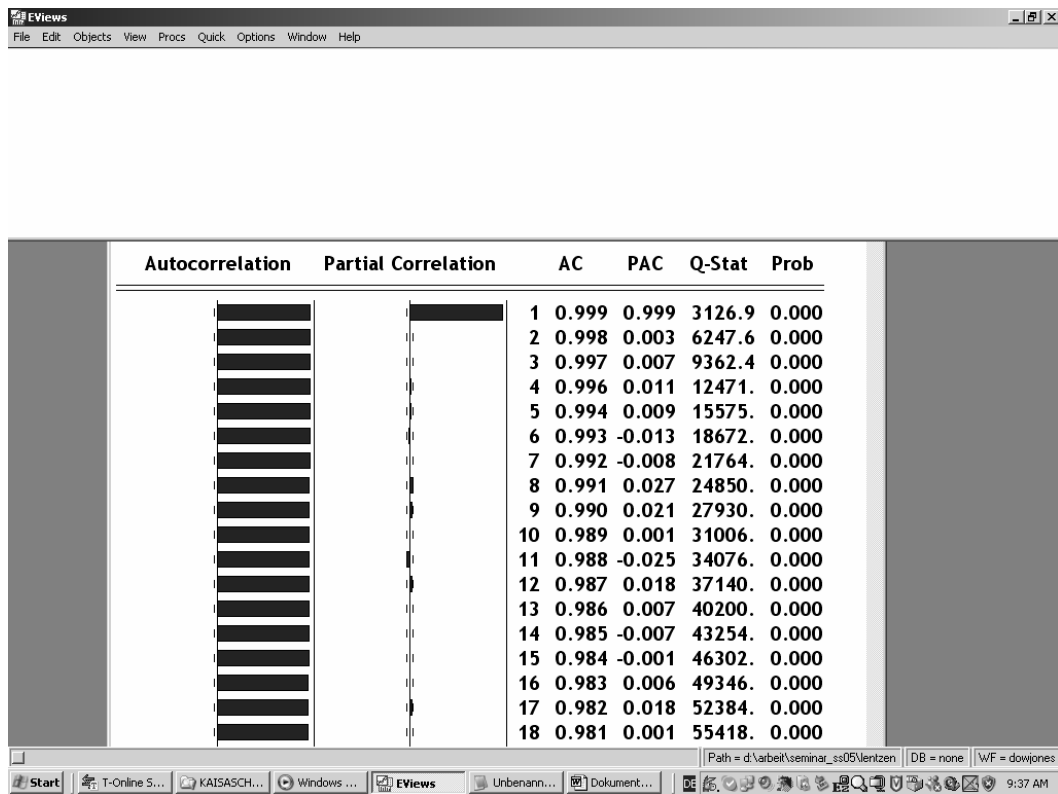 EViews
File Edit Objects View Procs Quick Options Window Help
Autocorrelation Partial Correlation AC PAC Q-Stat Prob
1 0.999 0.999 3126.9 0.000
2 0.998 0.003 6247.6 0.000
3 0.997 0.007 9362.4 0.000
4 0.996 0.011 12471. 0.000
5 0.994 0.009 15575. 0.000
6 0.993 -0.013 18672. 0.000
7 0.992 -0.008 21764. 0.000
8 0.991 0.027 24850. 0.000
9 0.990 0.021 27930. 0.000
10 0.989 0.001 31006. 0.000
11 0.988 -0.025 34076. 0.000
12 0.987 0.018 37140. 0.000
13 0.986 0.007 40200. 0.000
14 0.985 -0.007 43254. 0.000
15 0.984 -0.001 46302. 0.000
16 0.983 0.006 49346. 0.000
17 0.982 0.018 52384. 0.000
18 0.981 0.001 55418. 0.000
Path = d:\arbeit\seminar_ss05\lentzen DB = none WF = dowjones
Start T-Online S... KAISASCH... Windows ... EViews Unbenann... Dokument... DE 9:37 AM